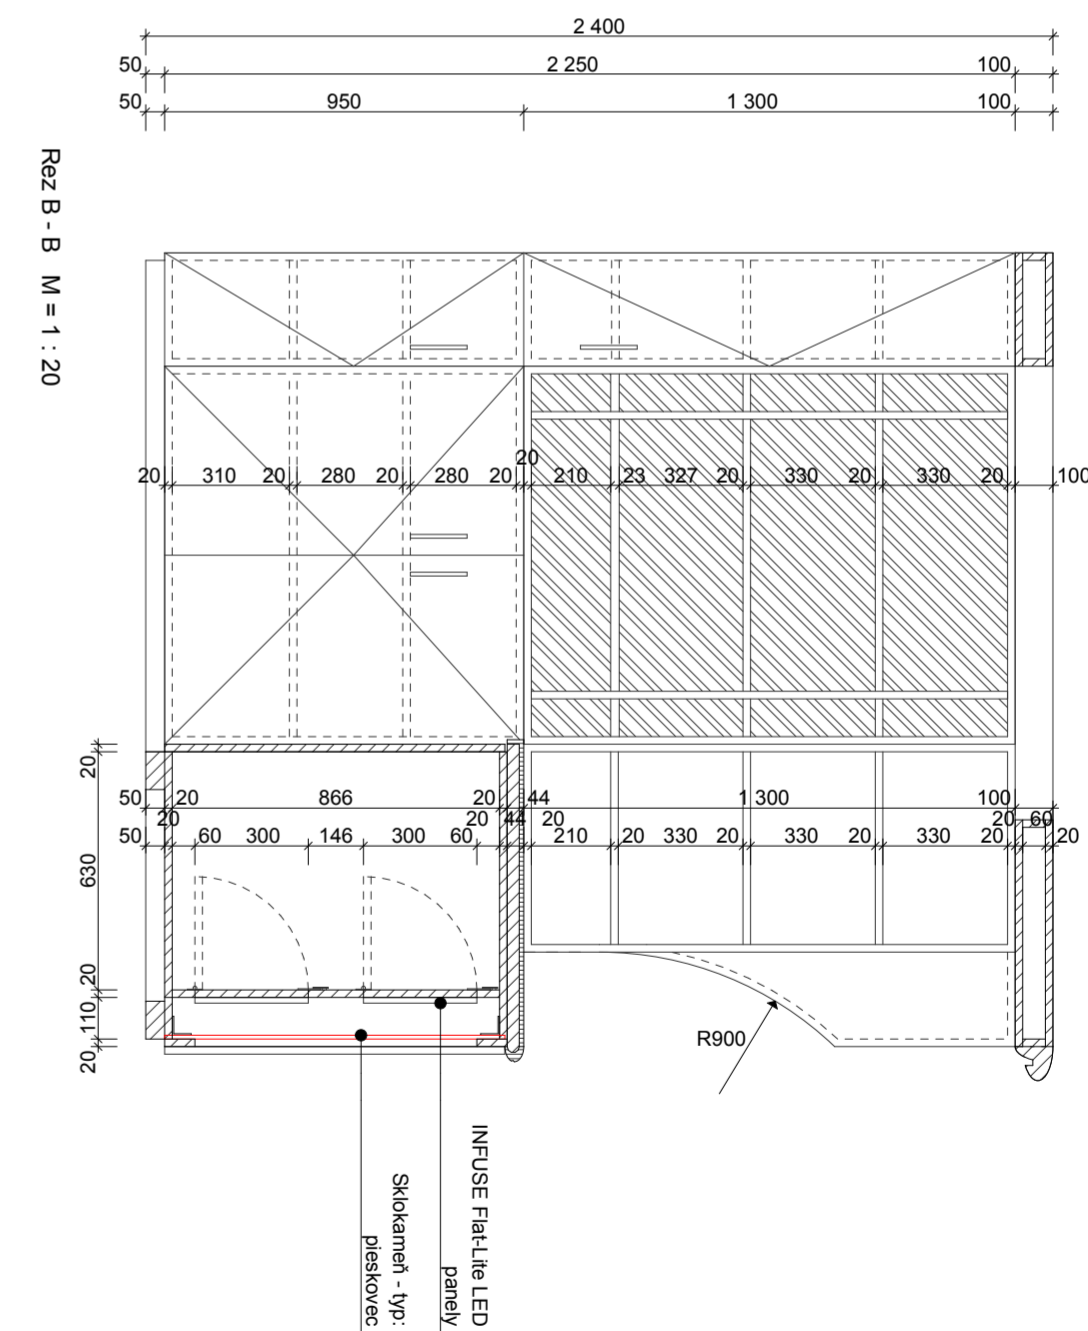 2 400
50 2 250 100
50 950 1 300 100
Rez B - B M = 1 : 20
20 310 20 280 20 280 20 20 210 23 327 20 330 20 330 20 100
20
50 20 866 20 44 1 300 100
20 20 44 20 20 60
50 60 300 146 300 60 210 20 330 20 330 20 330 20 20
630
20
110
20
R900
INFUSE Flat-Lite LED
panely
Sklokameň - typ:
pieskovec